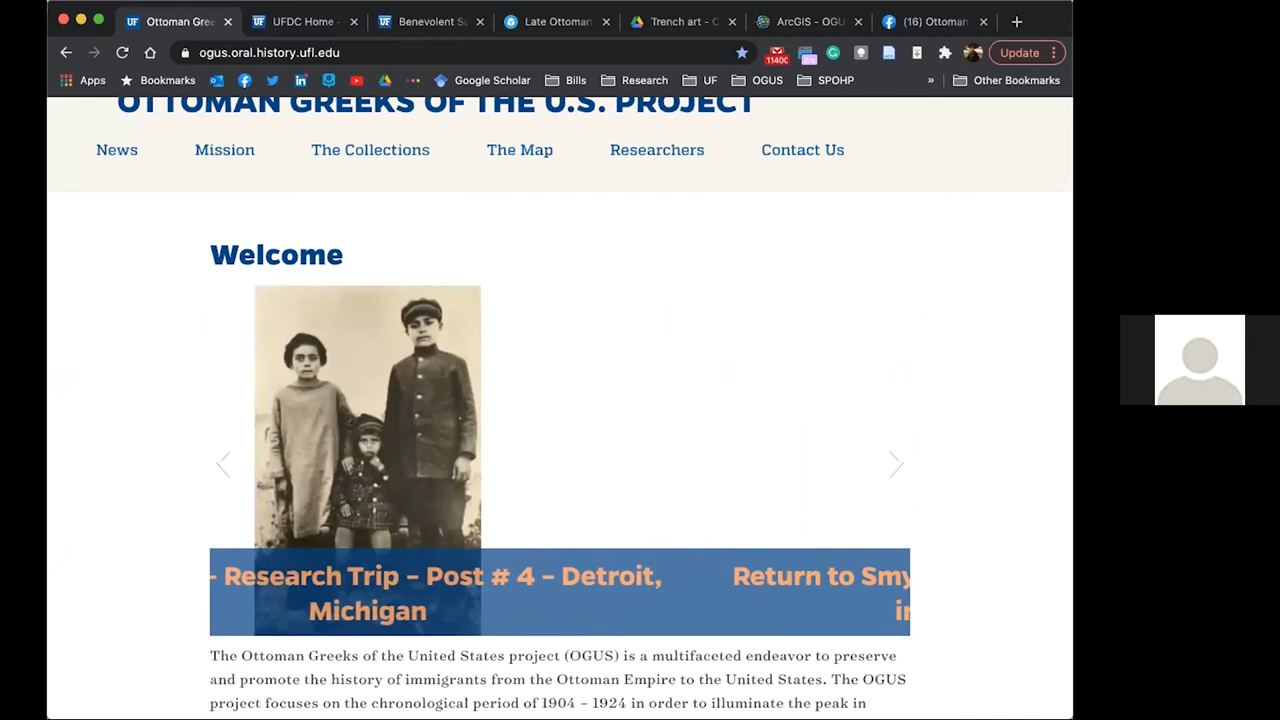 Ottoman Gree
UFDC Home -
Benevolent Su
Late Ottoman
Trench art - C
ArcGIS - OGU
(16) Ottoman
ogus.oral.history.ufl.edu
1140
Update
Apps
Bookmarks
Google Scholar
Bills
Research
UF
OGUS
SPOHP
»
Other Bookmarks
OTTOMAN GREEKS OF THE U.S. PROJECT
News
Mission
The Collections
The Map
Researchers
Contact Us
Welcome
- Research Trip – Post # 4 – Detroit,
Michigan
Return to Smy
in
The Ottoman Greeks of the United States project (OGUS) is a multifaceted endeavor to preserve
and promote the history of immigrants from the Ottoman Empire to the United States. The OGUS
project focuses on the chronological period of 1904 – 1924 in order to illuminate the peak in